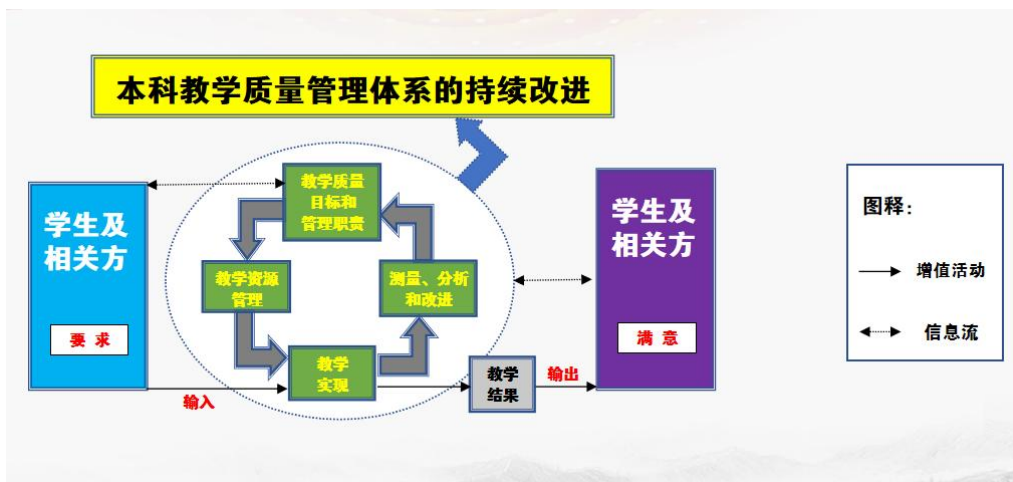 本科教学质量管理体系的持续改进
学生及
相关方
要 求
教学质量
目标和
管理职责
教学资源
管理
测量、分析
和改进
教学
实现
输入
教学
结果
输出
学生及
相关方
满 意
图释：
增值活动
信息流